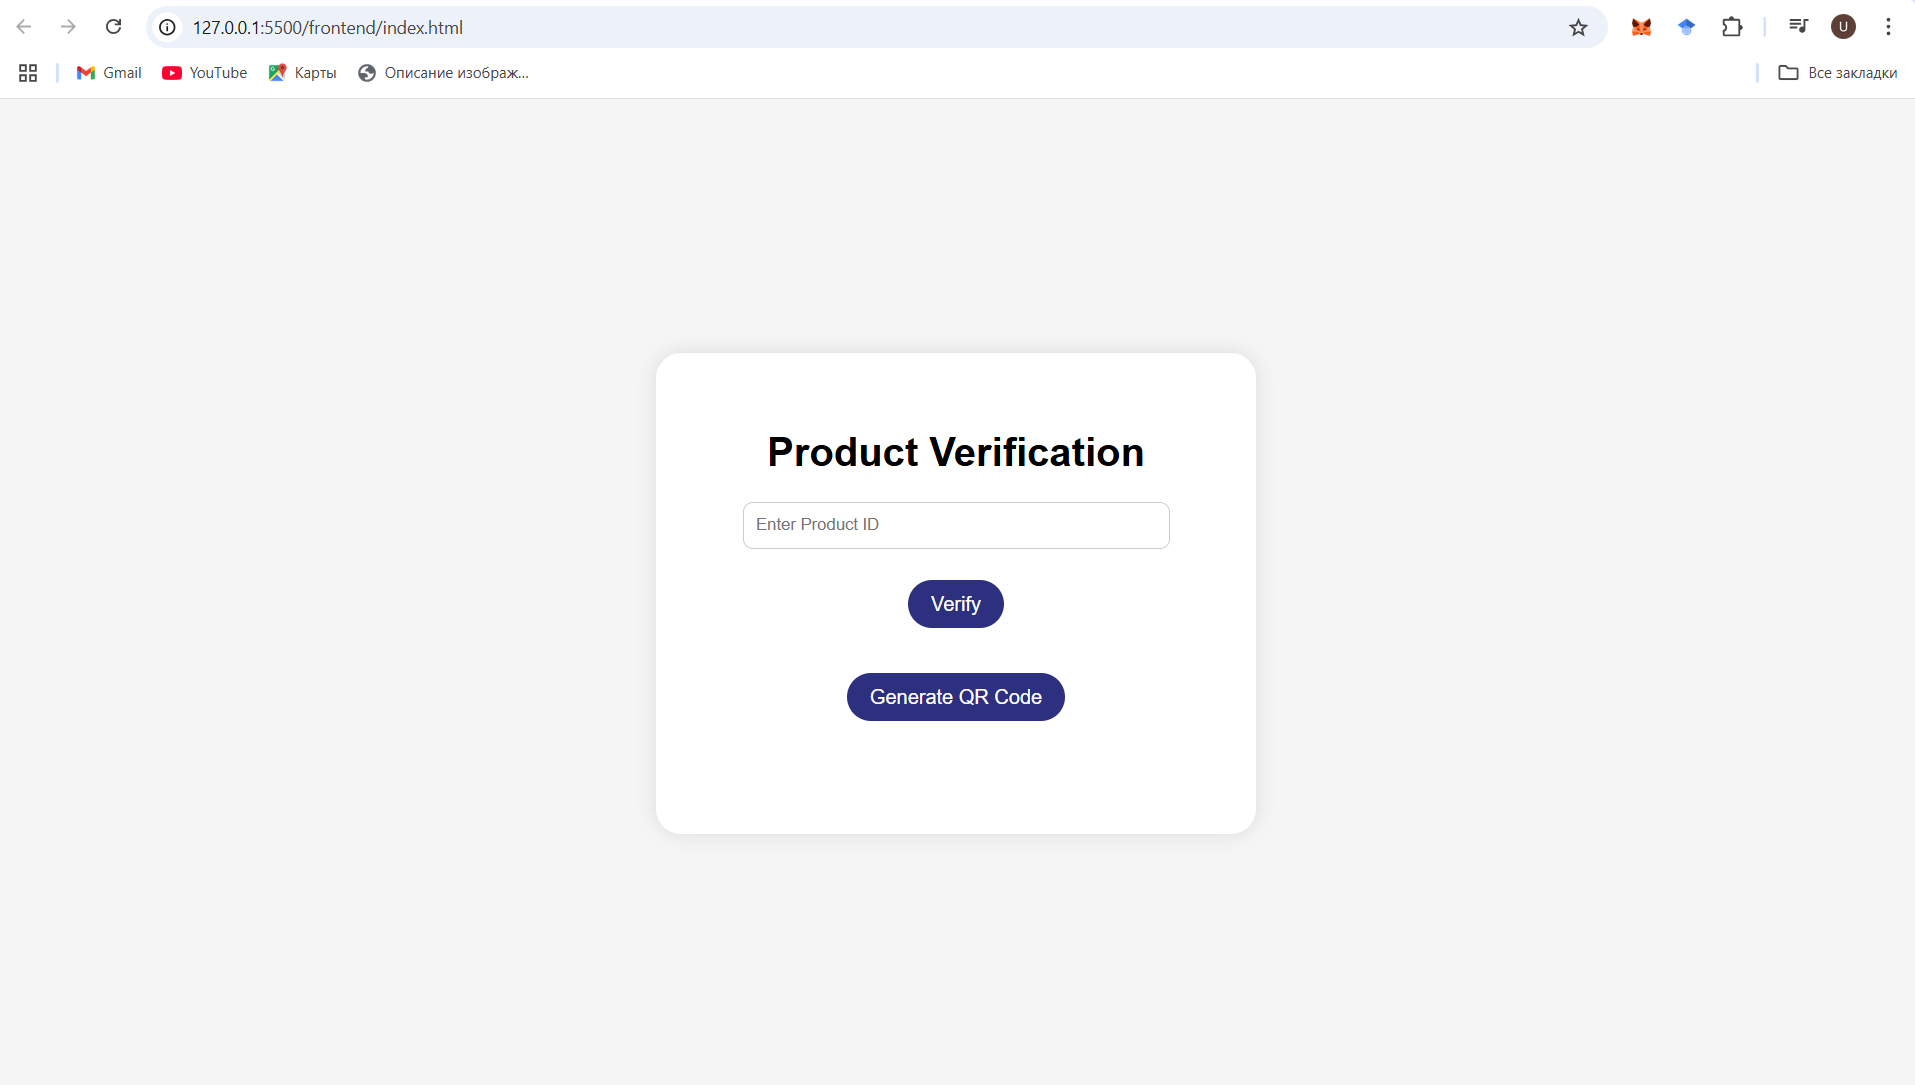 127.0.0.1:5500/frontend/index.html
U
Gmail YouTube Карты Описание изображ... Все закладки
Product Verification
Enter Product ID
Verify
Generate QR Code